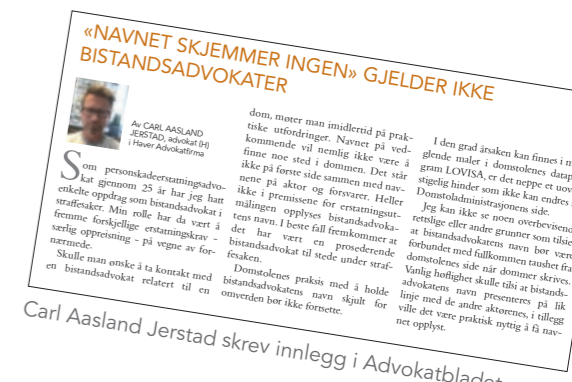 «NAVNET SKJEMMER INGEN» GJELDER IKKE
BISTANDSADVOKATER
Av CARL AASLAND
JERSTAD, advokat (H)
i Haver Advokatfirma
Som personskadeerstatningsadvo-
kat gjennom 25 år har jeg hatt
enkelte oppdrag som bistandsadvokat i
straffesaker. Min rolle har da vært å
fremme forskjellige erstatningskrav -
særlig oppreisning - på vegne av for-
nærmede.
Skulle man ønske å ta kontakt med
en bistandsadvokat relatert til en
dom, møter man imidlertid på prak-
tiske utfordringer. Navnet på ved-
kommende vil nemlig ikke være å
finne noe sted i dommen. Det står
ikke på første side sammen med nav-
nene på aktor og forsvarer. Heller
ikke i premissene for erstatningsut-
målingen opplyses bistandsadvoka-
tens navn. I beste fall fremkommer at
det har vært en prosederende
bistandsadvokat til stede under straf-
fesaken.
Domstolenes praksis med å holde
bistandsadvokatens navn skjult for
omverden bør ikke fortsette.
I den grad årsaken kan finnes i
glende maler i domstolenes
gram LOVISA, er det neppe et
stigelig hinder som ikke kan endres
Domstoladministrasjonens side.
Jeg kan ikke se noen
rettslige eller andre grunner som
at bistandsadvokatens navn bør
forbundet med fullkommen taushet fra
domstolenes side når dommer skrives.
Vanlig høflighet skulle tilsi at bistands-
advokatens navn presenteres på lik
linje med de andre aktørenes, i tillegg
ville det være praktisk nyttig å få nav-
net opplyst.
Carl Aasland Jerstad skrev innlegg i Advokatbladet